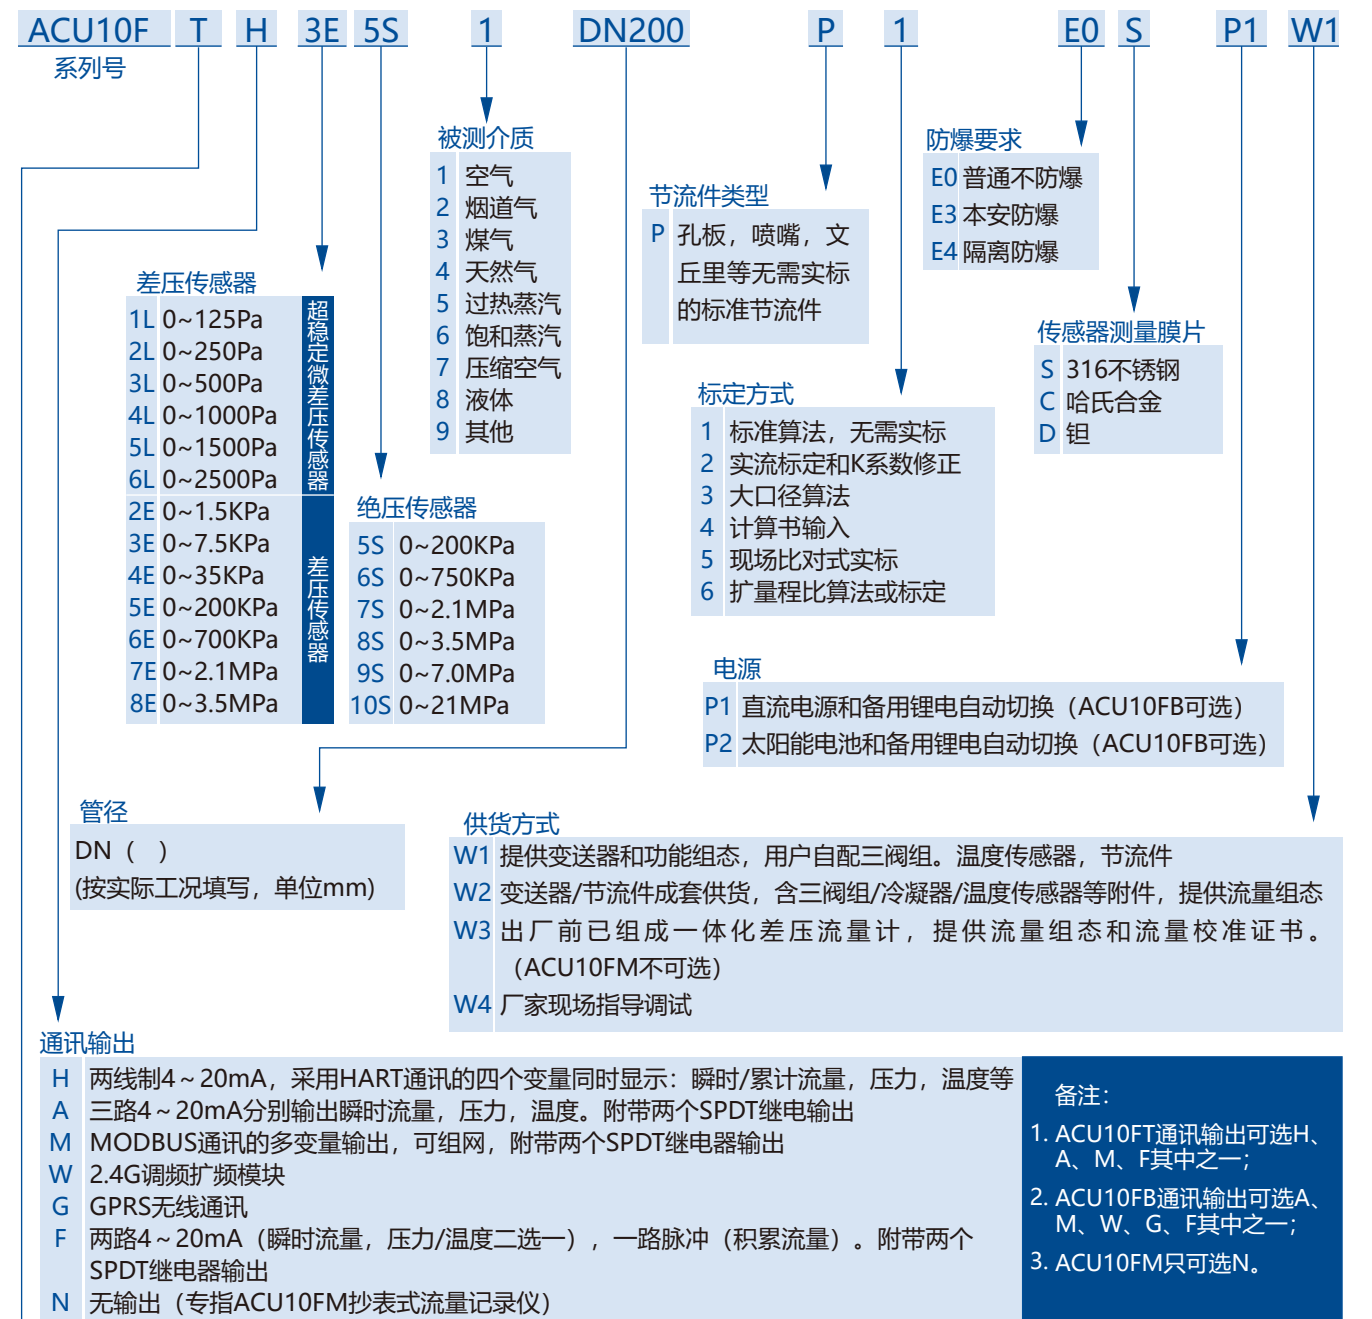 ACU10F T H 3E 5S 1 DN200 P 1 E0 S P1 W1
系列号
被测介质
1 空气
2 烟道气
3 煤气
4 天然气
5 过热蒸汽
6 饱和蒸汽
7 压缩空气
8 液体
9 其他
节流件类型
P 孔板，喷嘴，文
丘里等无需实标
的标准节流件
防爆要求
E0 普通不防爆
E3 本安防爆
E4 隔离防爆
差压传感器
1L 0~125Pa
2L 0~250Pa
3L 0~500Pa
4L 0~1000Pa
5L 0~1500Pa
6L 0~2500Pa
超稳定微差压传感器
2E 0~1.5KPa
3E 0~7.5KPa
4E 0~35KPa
5E 0~200KPa
6E 0~700KPa
7E 0~2.1MPa
8E 0~3.5MPa
差压传感器
绝压传感器
5S 0~200KPa
6S 0~750KPa
7S 0~2.1MPa
8S 0~3.5MPa
9S 0~7.0MPa
10S 0~21MPa
标定方式
1 标准算法，无需实标
2 实流标定和K系数修正
3 大口径算法
4 计算书输入
5 现场比对式实标
6 扩量程比算法或标定
传感器测量膜片
S 316不锈钢
C 哈氏合金
D 钽
电源
P1 直流电源和备用锂电自动切换（ACU10FB可选）
P2 太阳能电池和备用锂电自动切换（ACU10FB可选）
管径
DN（ ）
(按实际工况填写，单位mm)
供货方式
W1 提供变送器和功能组态，用户自配三阀组。温度传感器，节流件
W2 变送器/节流件成套供货，含三阀组/冷凝器/温度传感器等附件，提供流量组态
W3 出厂前已组成一体化差压流量计，提供流量组态和流量校准证书。
（ACU10FM不可选）
W4 厂家现场指导调试
通讯输出
H 两线制4～20mA，采用HART通讯的四个变量同时显示：瞬时/累计流量，压力，温度等
A 三路4～20mA分别输出瞬时流量，压力，温度。附带两个SPDT继电输出
M MODBUS通讯的多变量输出，可组网，附带两个SPDT继电器输出
W 2.4G调频扩频模块
G GPRS无线通讯
F 两路4～20mA（瞬时流量，压力/温度二选一），一路脉冲（积累流量）。附带两个
SPDT继电器输出
N 无输出（专指ACU10FM抄表式流量记录仪）
备注：
1. ACU10FT通讯输出可选H、
A、M、F其中之一；
2. ACU10FB通讯输出可选A、
M、W、G、F其中之一；
3. ACU10FM只可选N。